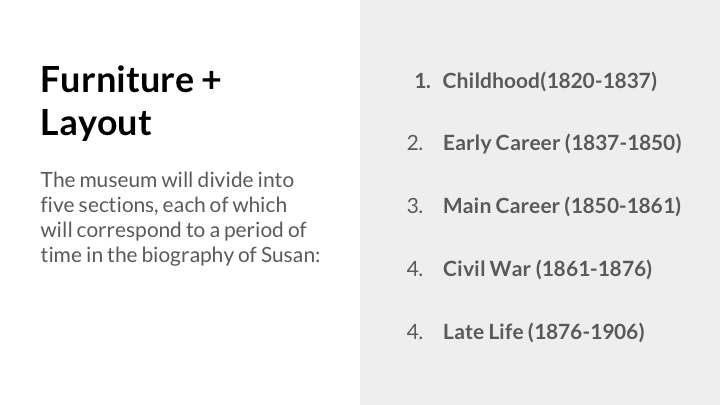 Furniture +
Layout
The museum will divide into
five sections, each of which
will correspond to a period of
time in the biography of Susan:
1. Childhood(1820-1837)
2. Early Career (1837-1850)
3. Main Career (1850-1861)
4. Civil War (1861-1876)
4. Late Life (1876-1906)